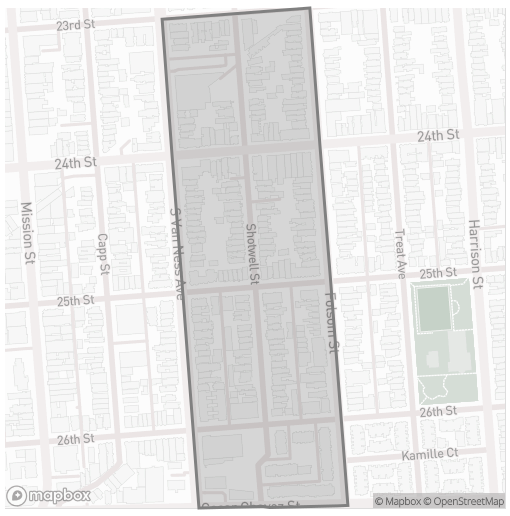 23rd St
24th St
24th St
Mission St
Capp St
S Van Ness Ave
Shotwell St
Treat Ave
Harrison St
25th St
25th St
Folsom St
26th St
26th St
Kamille Ct
mapbox
© Mapbox © OpenStreetMap